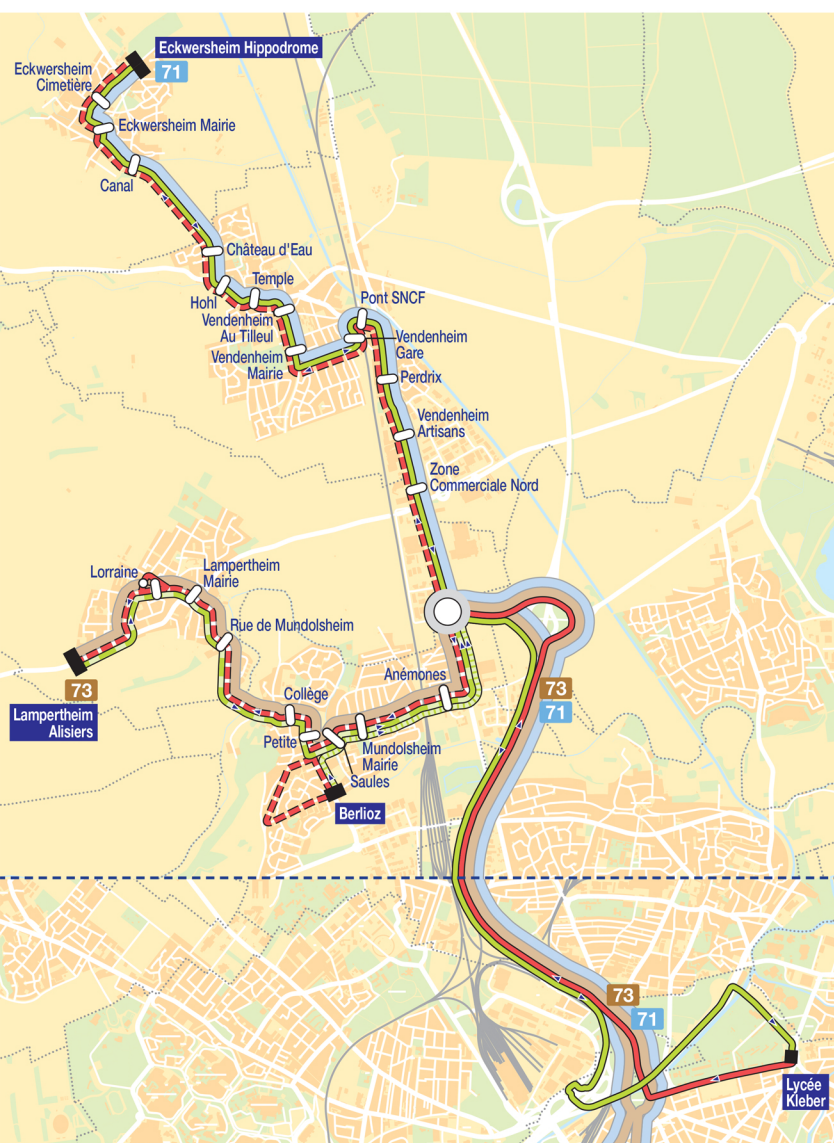 Eckwersheim Hippodrome
71
Eckwersheim
Cimetière
Eckwersheim Mairie
Canal
Château d'Eau
Temple
Hohl
Vendenheim
Au Tilleul
Vendenheim
Mairie
Pont SNCF
Vendenheim
Gare
Perdrix
Vendenheim
Artisans
Zone
Commerciale Nord
Lorraine
Lampertheim
Mairie
Rue de Mundolsheim
73
Lampertheim
Alisiers
Anémones
Collège
Petite
Mundolsheim
Mairie
Saules
Berlioz
73
71
73
71
Lycée
Kleber